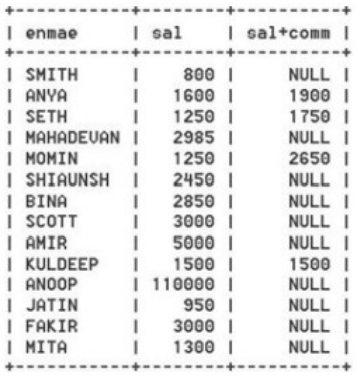 +-----------+--------+----------+
| enmae | sal | sal+comm |
+-----------+--------+----------+
| SMITH | 800 | NULL |
| ANYA | 1600 | 1900 |
| SETH | 1250 | 1750 |
| MAHADEVAN | 2985 | NULL |
| MOMIN | 1250 | 2650 |
| SHIAUNSH | 2450 | NULL |
| BINA | 2850 | NULL |
| SCOTT | 3000 | NULL |
| AMIR | 5000 | NULL |
| KULDEEP | 1500 | 1500 |
| ANOOP | 110000 | NULL |
| JATIN | 950 | NULL |
| FAKIR | 3000 | NULL |
| MITA | 1300 | NULL |
+-----------+--------+----------+